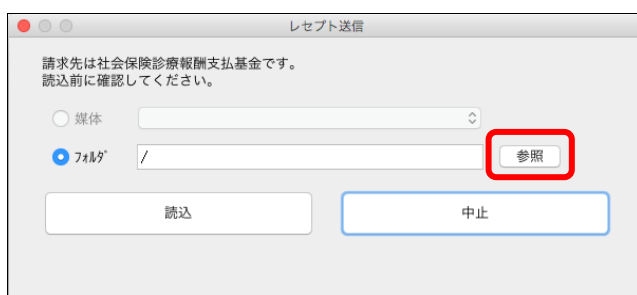 レセプト送信
請求先は社会保険診療報酬支払基金です。
読込前に確認してください。
媒体
ﾌｫﾙﾀﾞ /
参照
読込 中止